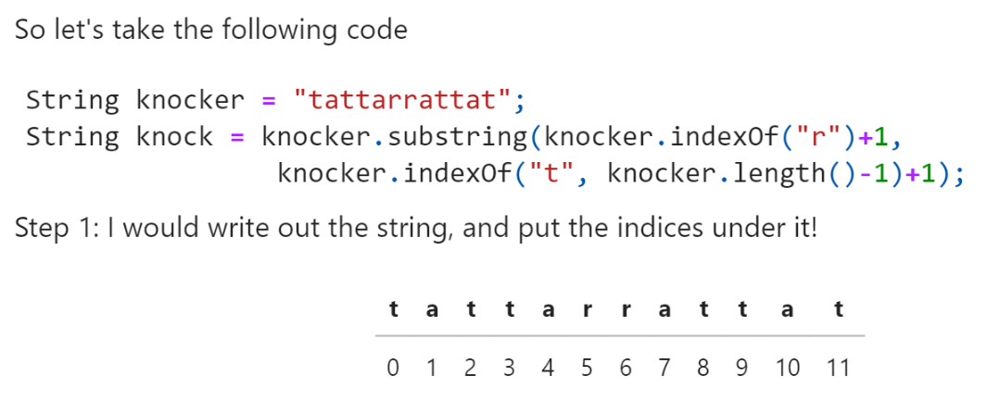 So let's take the following code
String knocker = "tattarrattat";
String knock = knocker.substring(knocker.indexOf("r")+1,
knocker.indexOf("t", knocker.length()-1)+1);
Step 1: I would write out the string, and put the indices under it!
t a t t a r r a t t a t
0 1 2 3 4 5 6 7 8 9 10 11